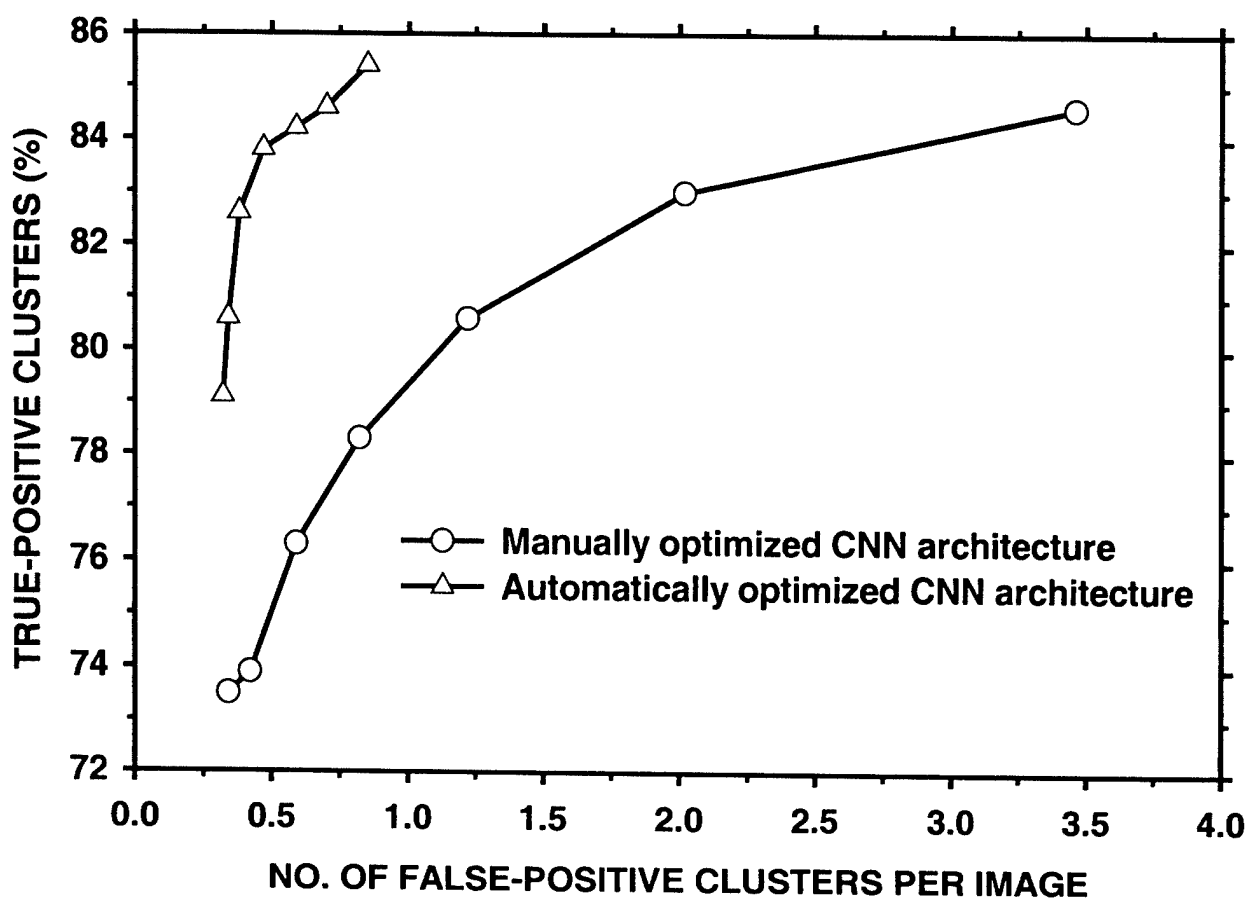 86
84
82
80
78
76
74
72
TRUE-POSITIVE CLUSTERS (%)
Manually optimized CNN architecture
Automatically optimized CNN architecture
0.0 0.5 1.0 1.5 2.0 2.5 3.0 3.5 4.0
NO. OF FALSE-POSITIVE CLUSTERS PER IMAGE